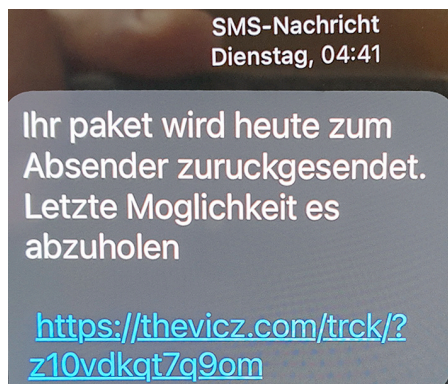 SMS-Nachricht
Dienstag, 04:41
Ihr paket wird heute zum
Absender zuruckgesendet.
Letzte Moglichkeit es
abzuholen
https://thevicz.com/trck/?
z10vdkqt7q9om